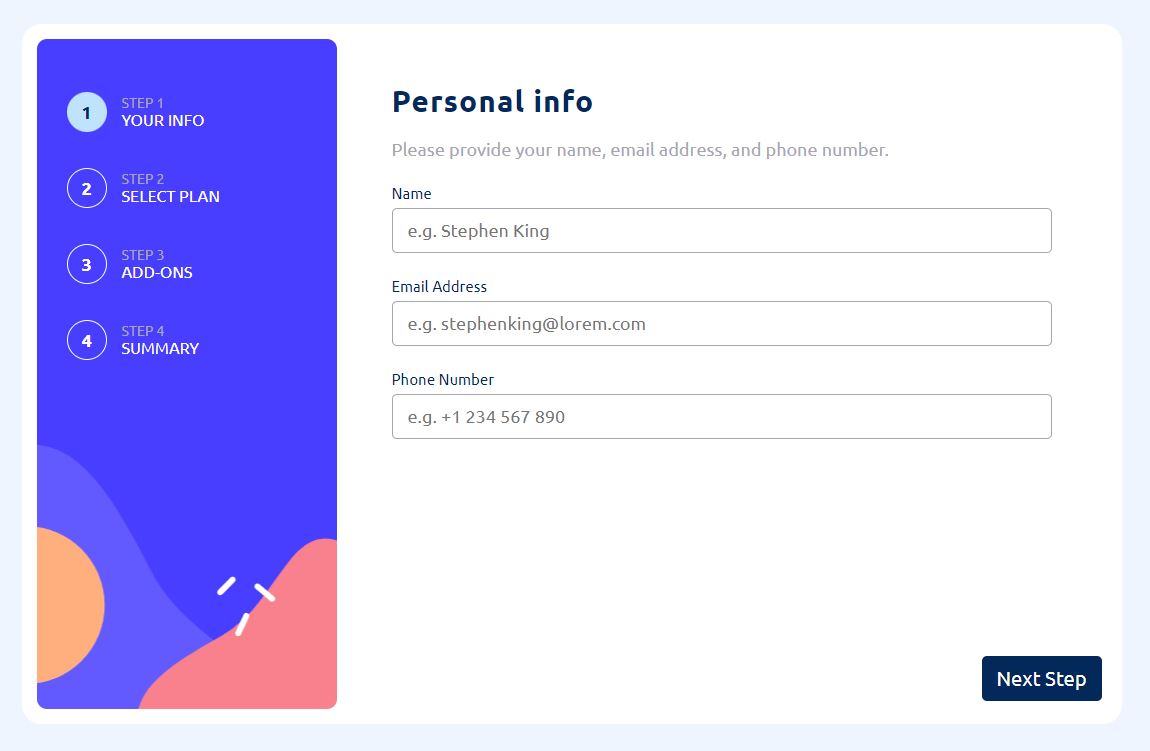 1
STEP 1
YOUR INFO
2
STEP 2
SELECT PLAN
3
STEP 3
ADD-ONS
4
STEP 4
SUMMARY
Personal info
Please provide your name, email address, and phone number.
Name
e.g. Stephen King
Email Address
e.g. stephenking@lorem.com
Phone Number
e.g. +1 234 567 890
Next Step